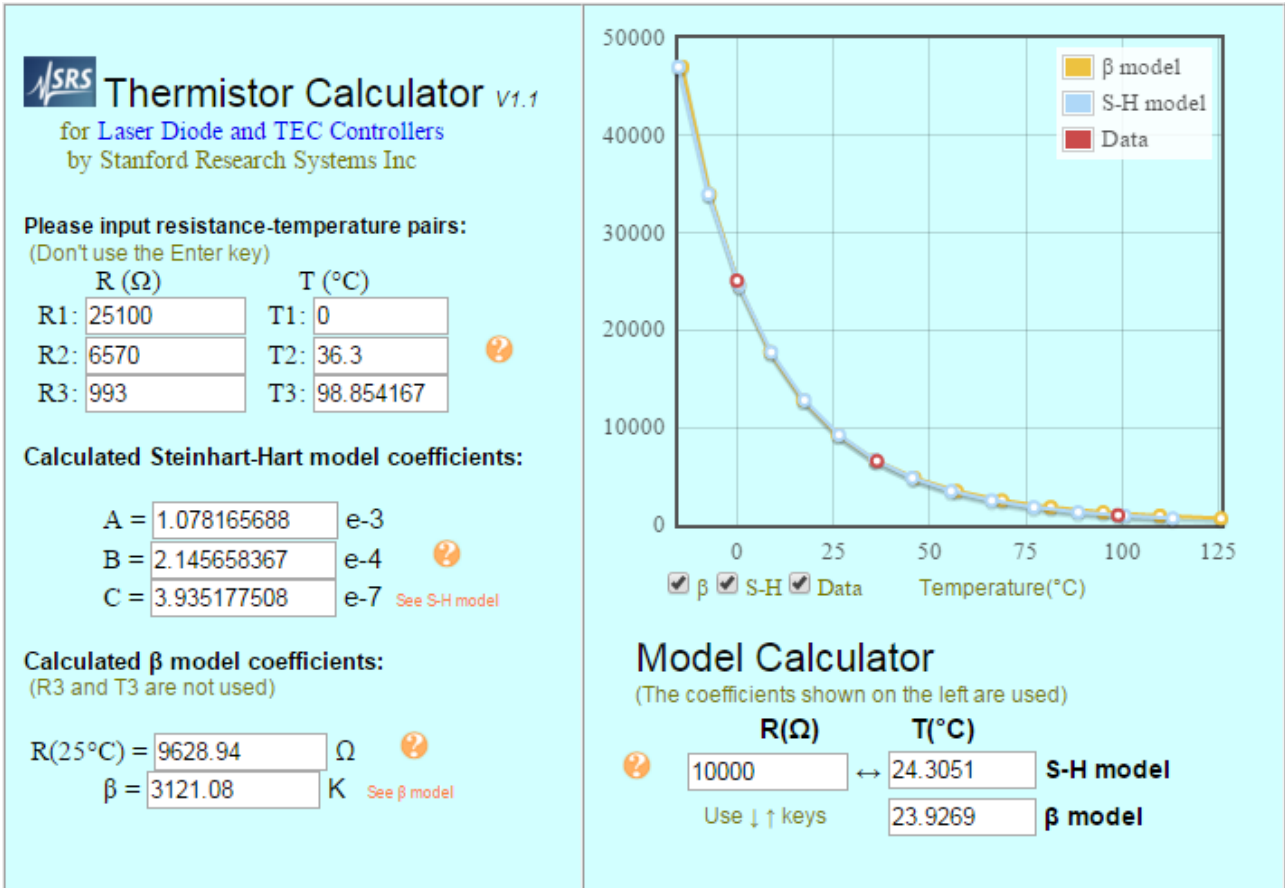 SRS Thermistor Calculator V1.1
for Laser Diode and TEC Controllers
by Stanford Research Systems Inc
Please input resistance-temperature pairs:
(Don't use the Enter key)
R (Ω) T (°C)
R1: 25100 T1: 0
R2: 6570 T2: 36.3 ?
R3: 993 T3: 98.854167
Calculated Steinhart-Hart model coefficients:
A = 1.078165688 e-3
B = 2.145658367 e-4 ?
C = 3.935177508 e-7 See S-H model
Calculated β model coefficients:
(R3 and T3 are not used)
R(25°C) = 9628.94 Ω ?
β = 3121.08 K See β model
50000
40000
30000
20000
10000
0
β model
S-H model
Data
0 25 50 75 100 125
β S-H Data Temperature(°C)
Model Calculator
(The coefficients shown on the left are used)
R(Ω) T(°C)
? 10000 ↔ 24.3051 S-H model
Use ↓↑ keys 23.9269 β model